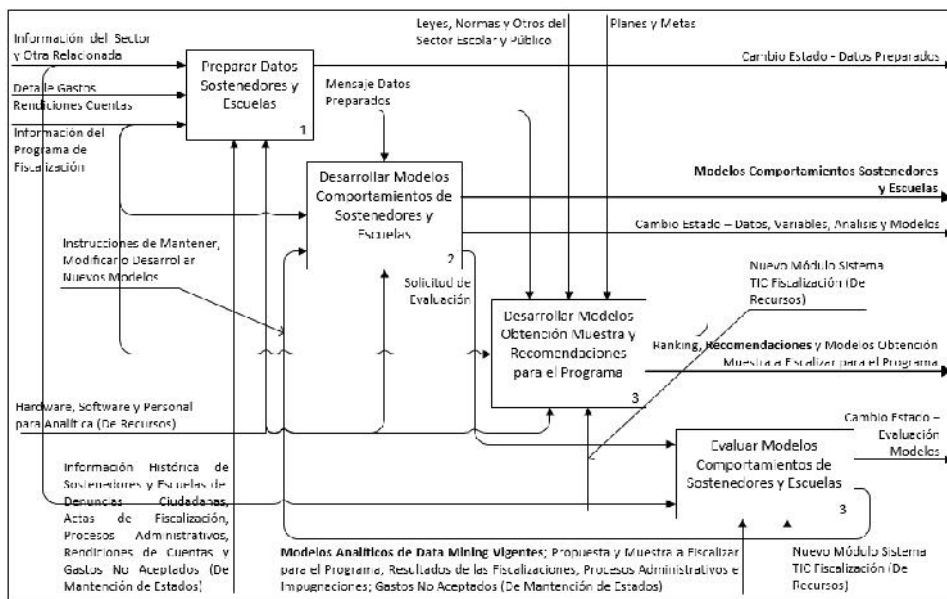 Leyes, Normas y Otros del
Sector Escolar y Público
Planes y Metas
Información del Sector
y Otra Relacionada
Preparar Datos
Sostenedores y
Escuelas
1
Cambio Estado - Datos Preparados
Detalle Gastos
Rendiciones Cuentas
Mensaje Datos
Preparados
Información del
Programa de
Fiscalización
Desarrollar Modelos
Comportamientos de
Sostenedores y
Escuelas
2
Modelos Comportamientos Sostenedores
y Escuelas
Cambio Estado – Datos, Variables, Analisis y Modelos
Instrucciones de Mantener,
Modificar o Desarrollar
Nuevos Modelos
Solicitud de
Evaluación
Nuevo Módulo Sistema
TIC Fiscalización (De
Recursos)
Desarrollar Modelos
Obtención Muestra y
Recomendaciones
para el Programa
3
Ranking, Recomendaciones y Modelos Obtención
Muestra a Fiscalizar para el Programa
Hardware, Software y Personal
para Analítica (De Recursos)
Cambio Estado –
Evaluación
Modelos
Evaluar Modelos
Comportamientos de
Sostenedores y Escuelas
3
Información Histórica de
Sostenedores y Escuelas de
Denuncias Ciudadanas,
Actas de Fiscalización,
Procesos Administrativos,
Rendiciones de Cuentas y
Gastos No Aceptados (De
Mantención de Estados)
Modelos Analíticos de Data Mining Vigentes; Propuesta y Muestra a Fiscalizar
para el Programa, Resultados de las Fiscalizaciones, Procesos Administrativos e
Impugnaciones; Gastos No Aceptados (De Mantención de Estados)
Nuevo Módulo Sistema
TIC Fiscalización (De
Recursos)